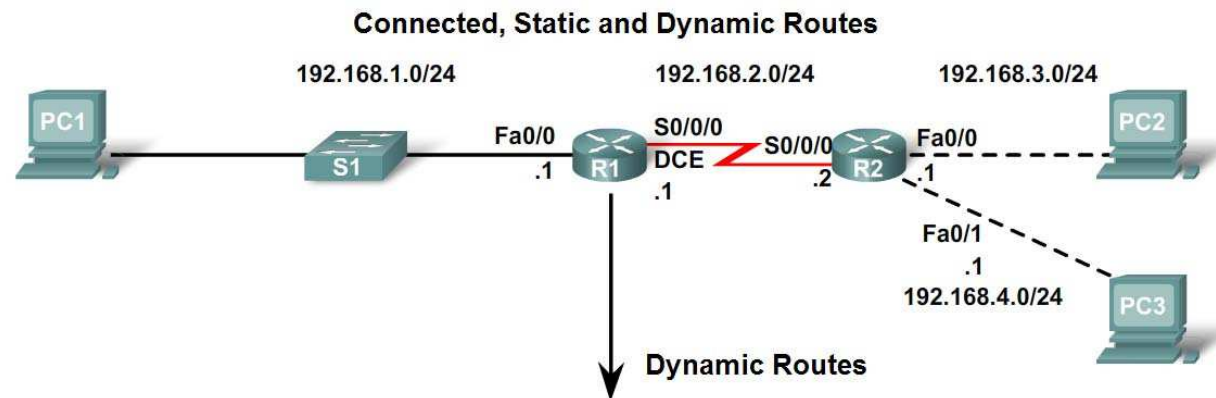 Connected, Static and Dynamic Routes
192.168.1.0/24 192.168.2.0/24 192.168.3.0/24
PC1 PC2
Fa0/0 S0/0/0 S0/0/0 Fa0/0
S1 R1 DCE R2
.1 .1 .2 .1
Fa0/1
.1
192.168.4.0/24
PC3
Dynamic Routes